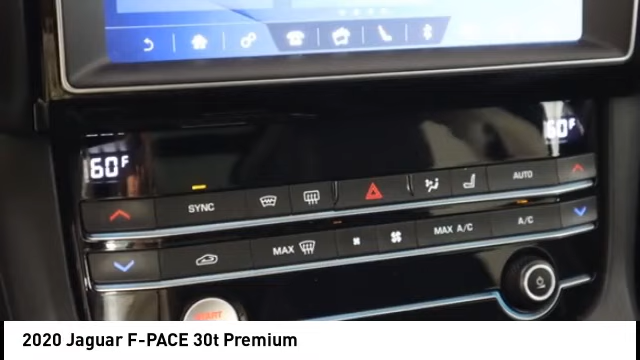 60F
60F
SYNC
AUTO
MAX
MAX A/C
A/C
START
2020 Jaguar F-PACE 30t Premium